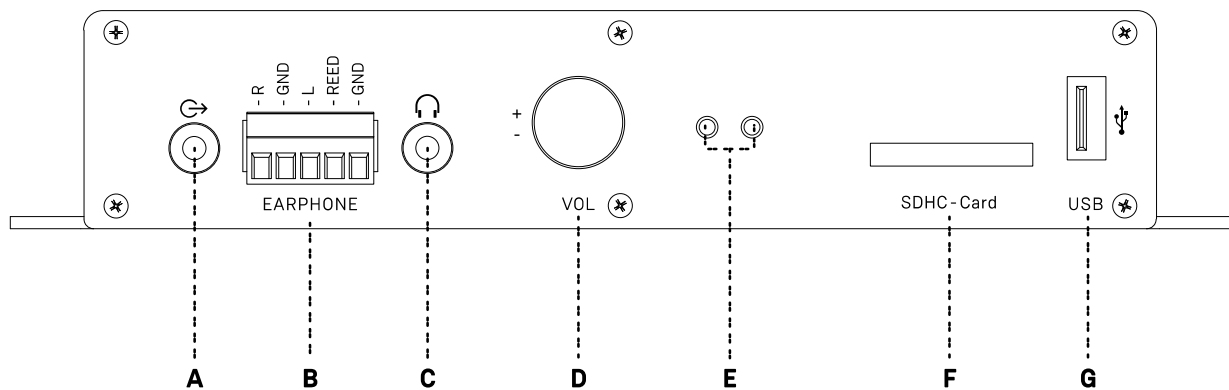 R
GND
L
REED
GND
+
-
EARPHONE
VOL
SDHC-Card
USB
A B C D E F G